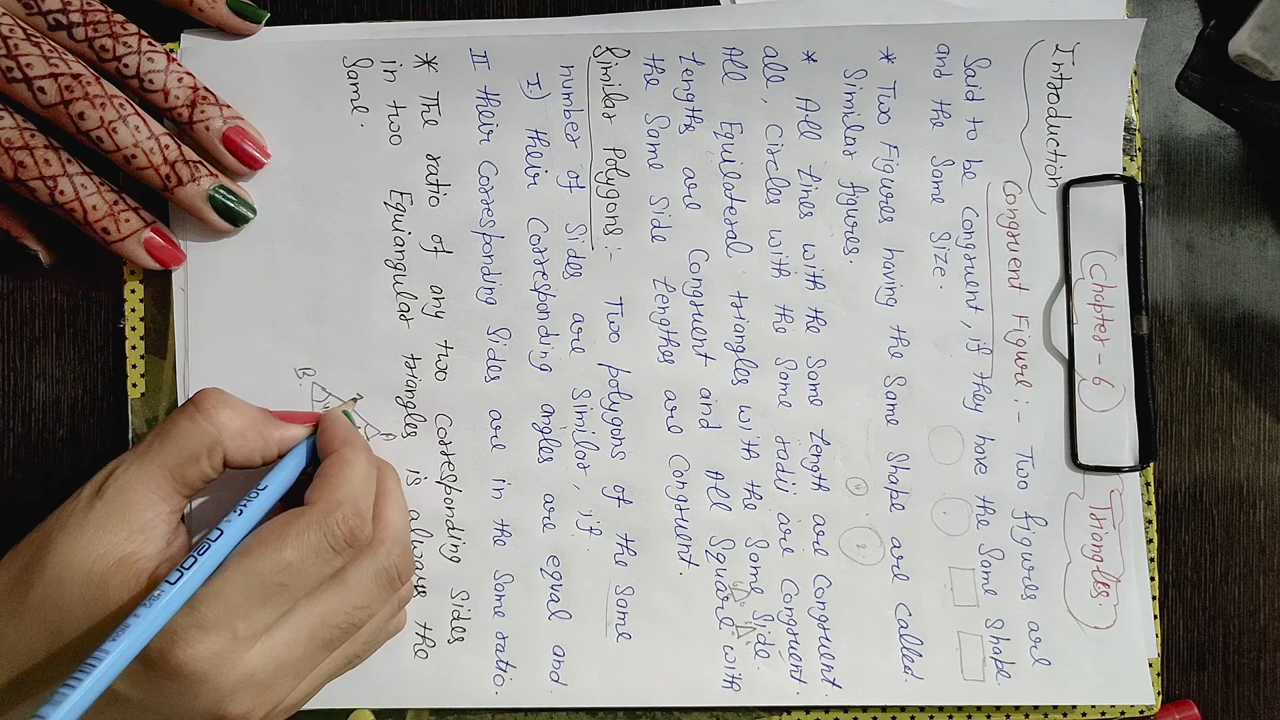 (Chapter - 6) Triangles.
Introduction
Congruent Figure :- Two figures are
Said to be congruent, if they have the Same Shape
and the Same Size.
* Two Figures having the Same Shape are called
Similar figures.
* All Lines with the Same Length are Congruent
all, Circles with the Same radii are Congruent.
All Equilateral triangles with the Same Side
Lengths are Congruent and All Square with
the Same Side Lengthes are Congruent.
Similar Polygons :- Two polygons of the Same
number of Sides are Similar, if.
I) their Corresponding angles are equal and
II their Corresponding Sides are in the Same ratio.
* The ratio of any two Corresponding Sides
in two Equiangular triangles is always the
Same.
B
neon